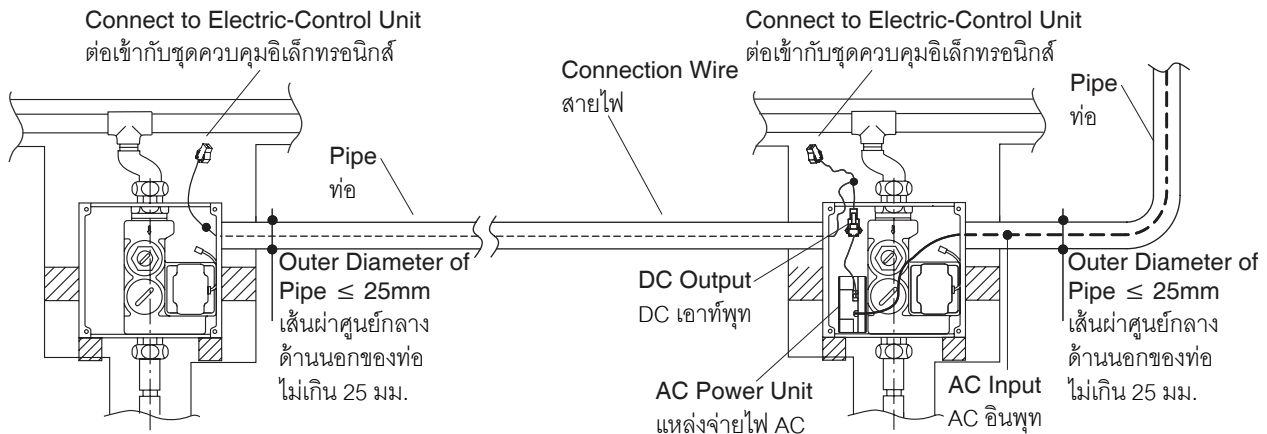 Connect to Electric-Control Unit
ต่อเข้ากับชุดควบคุมอิเล็กทรอนิกส์
Connect to Electric-Control Unit
ต่อเข้ากับชุดควบคุมอิเล็กทรอนิกส์
Connection Wire
สายไฟ
Pipe
ท่อ
Pipe
ท่อ
Outer Diameter of
Pipe ≤ 25mm
เส้นผ่าศูนย์กลาง
ด้านนอกของท่อ
ไม่เกิน 25 มม.
DC Output
DC เอาท์พุท
AC Power Unit
แหล่งจ่ายไฟ AC
AC Input
AC อินพุท
Outer Diameter of
Pipe ≤ 25mm
เส้นผ่าศูนย์กลาง
ด้านนอกของท่อ
ไม่เกิน 25 มม.